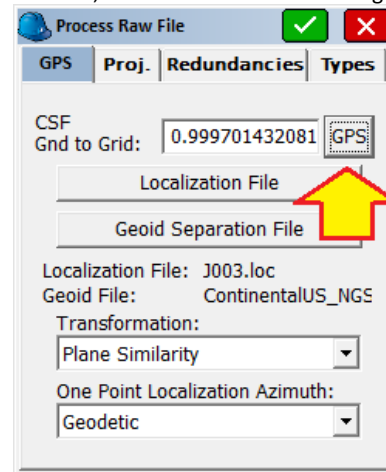 Process Raw File
GPS Proj. Redundancies Types
CSF
Gnd to Grid: 0.999701432081 GPS
Localization File
Geoid Separation File
Localization File: J003.loc
Geoid File: ContinentalUS_NGS
Transformation:
Plane Similarity
One Point Localization Azimuth:
Geodetic